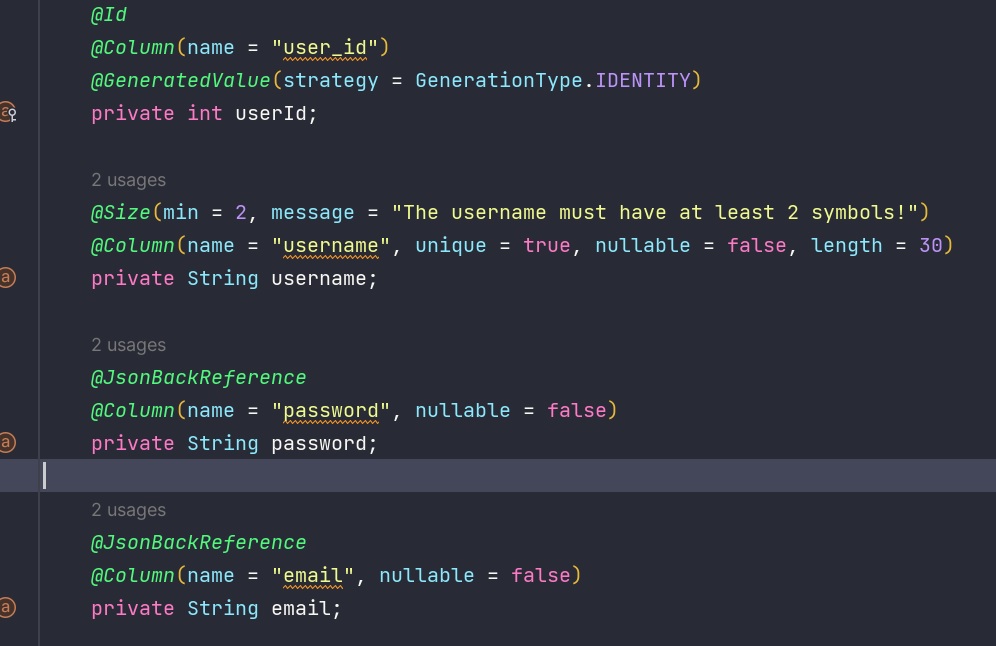 @Id
@Column(name = "user_id")
@GeneratedValue(strategy = GenerationType.IDENTITY)
private int userId;
2 usages
@Size(min = 2, message = "The username must have at least 2 symbols!")
@Column(name = "username", unique = true, nullable = false, length = 30)
private String username;
2 usages
@JsonBackReference
@Column(name = "password", nullable = false)
private String password;
2 usages
@JsonBackReference
@Column(name = "email", nullable = false)
private String email;